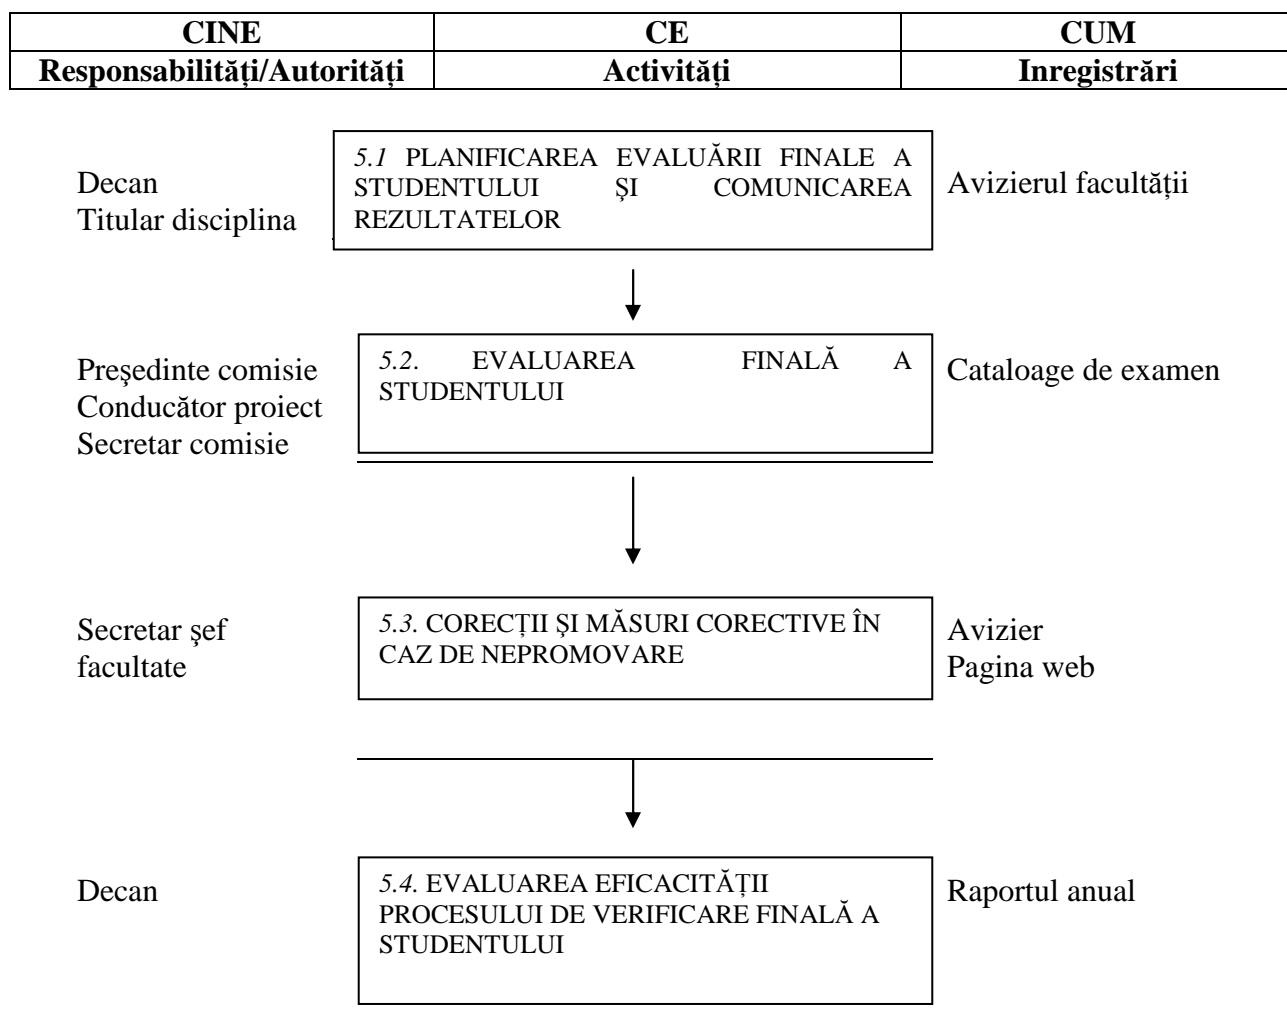 CINE CE CUM
Responsabilităţi/Autorităţi Activităţi Inregistrări
Decan
Titular disciplina
5.1 PLANIFICAREA EVALUĂRII FINALE A
STUDENTULUI ŞI COMUNICAREA
REZULTATELOR
Avizierul facultăţii
Preşedinte comisie
Conducător proiect
Secretar comisie
5.2. EVALUAREA FINALĂ A
STUDENTULUI
Cataloage de examen
Secretar şef
facultate
5.3. CORECŢII ŞI MĂSURI CORECTIVE ÎN
CAZ DE NEPROMOVARE
Avizier
Pagina web
Decan
5.4. EVALUAREA EFICACITĂŢII
PROCESULUI DE VERIFICARE FINALĂ A
STUDENTULUI
Raportul anual